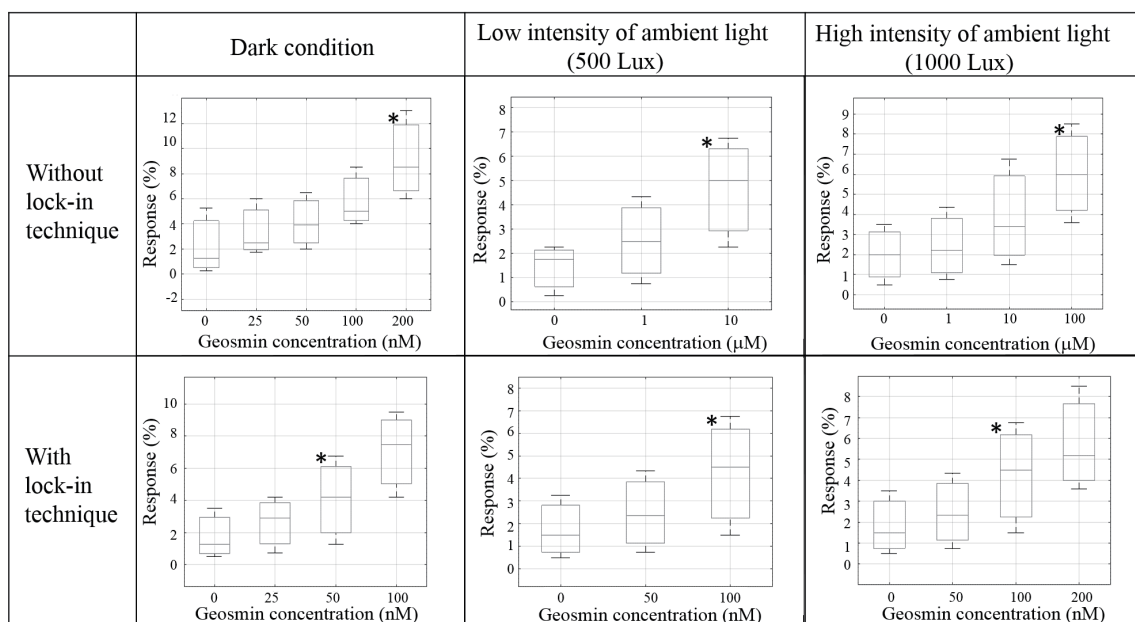 Dark condition
Low intensity of ambient light
(500 Lux)
High intensity of ambient light
(1000 Lux)
Without
lock-in
technique
Response (%)
12
10
8
6
4
2
0
-2
*
0 25 50 100 200
Geosmin concentration (nM)
Response (%)
8
7
6
5
4
3
2
1
0
*
0 1 10
Geosmin concentration (μM)
Response (%)
9
8
7
6
5
4
3
2
1
0
*
0 1 10 100
Geosmin concentration (μM)
With
lock-in
technique
Response (%)
10
8
6
4
2
0
*
0 25 50 100
Geosmin concentration (nM)
Response (%)
8
7
6
5
4
3
2
1
0
*
0 50 100
Geosmin concentration (nM)
Response (%)
8
7
6
5
4
3
2
1
0
*
0 50 100 200
Geosmin concentration (nM)